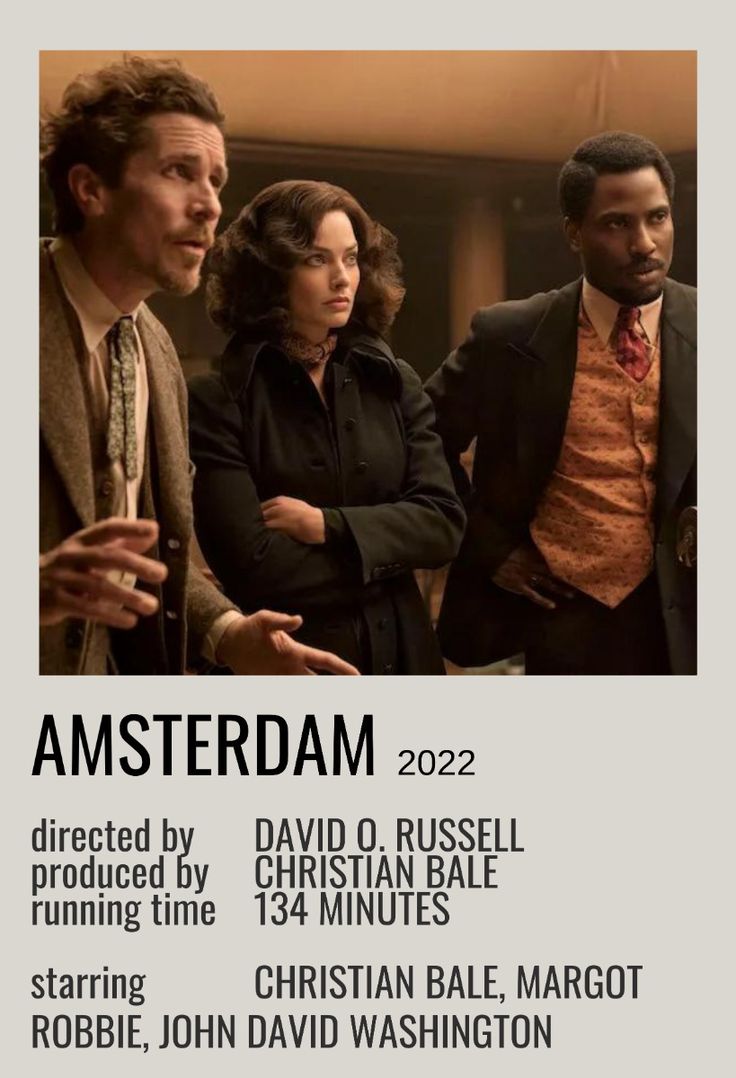 AMSTERDAM 2022
directed by DAVID O. RUSSELL
produced by CHRISTIAN BALE
running time 134 MINUTES
starring CHRISTIAN BALE, MARGOT
ROBBIE, JOHN DAVID WASHINGTON